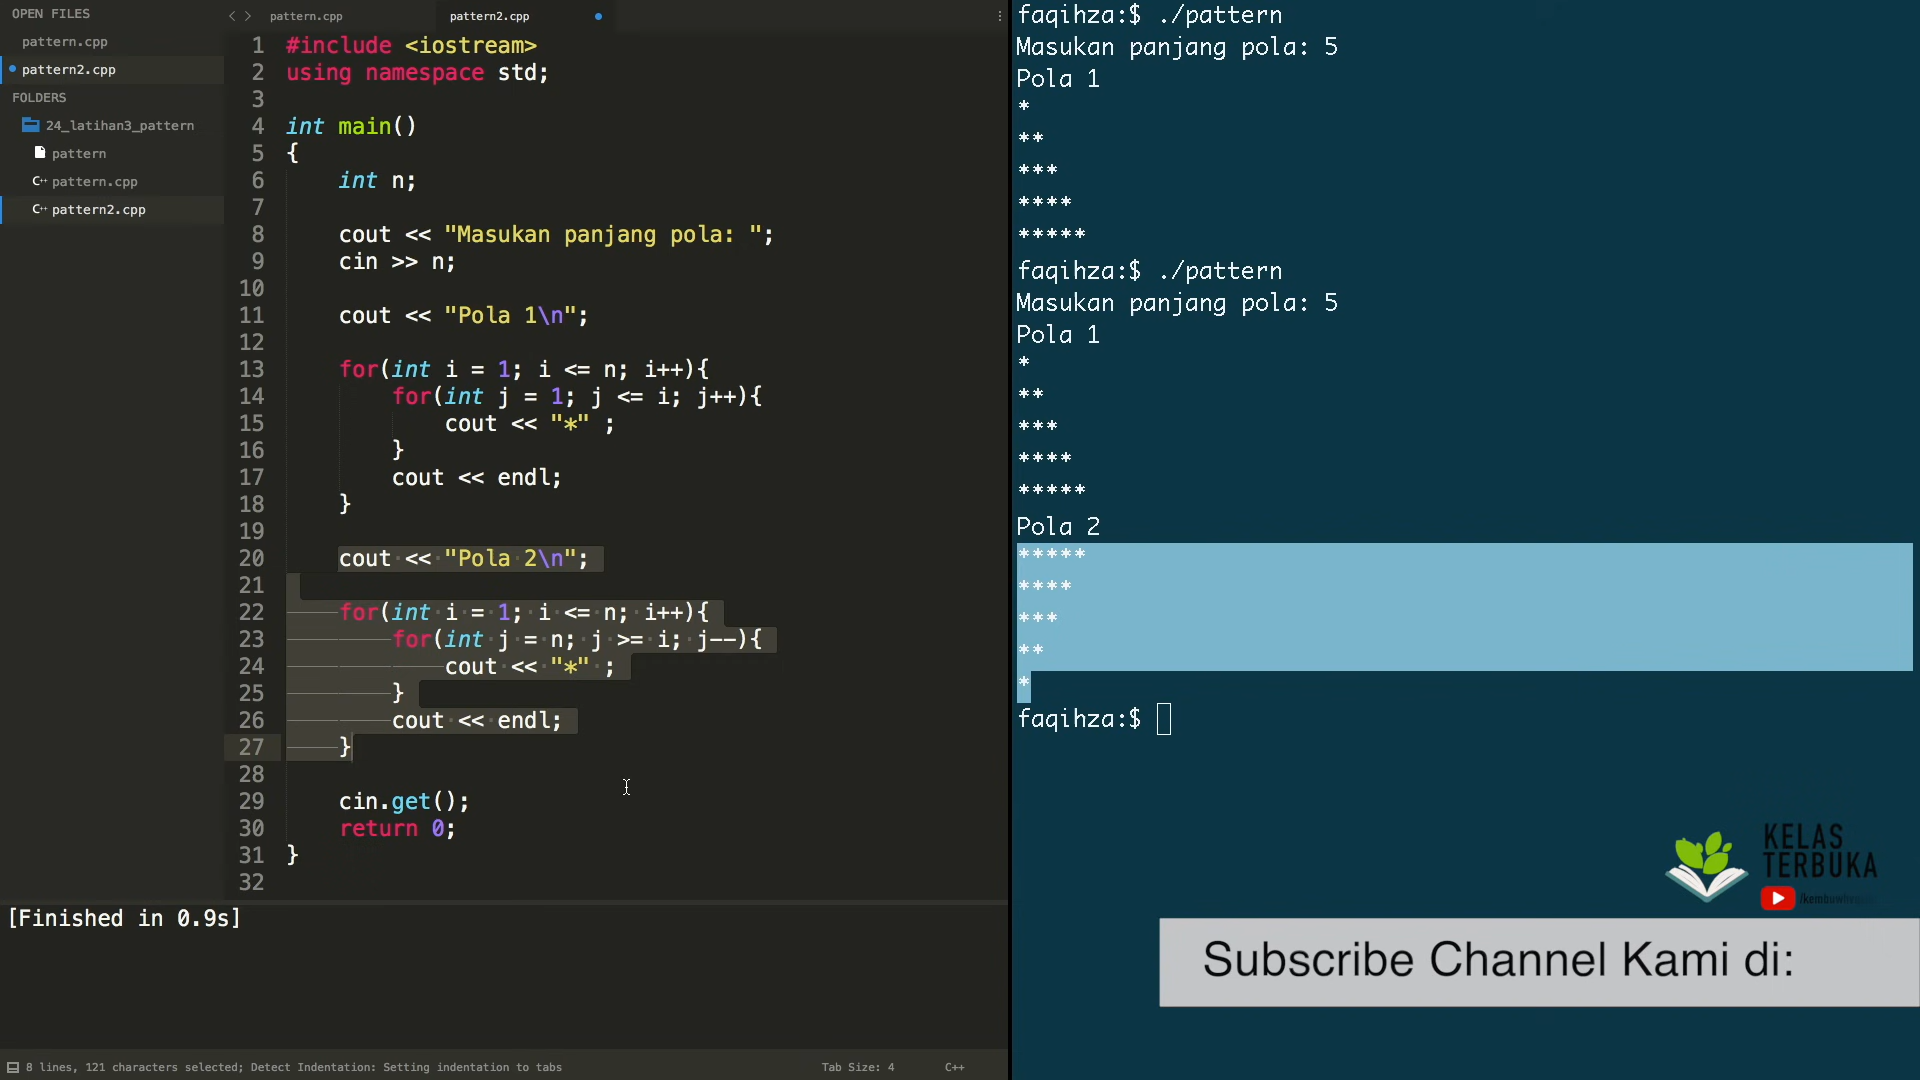 OPEN FILES
pattern.cpp
pattern2.cpp
FOLDERS
24_latihan3_pattern
pattern
C++ pattern.cpp
C++ pattern2.cpp
pattern.cpp
pattern2.cpp
1 #include <iostream>
2 using namespace std;
3
4 int main()
5 {
6 int n;
7
8 cout << "Masukan panjang pola: ";
9 cin >> n;
10
11 cout << "Pola 1\n";
12
13 for(int i = 1; i <= n; i++){
14 for(int j = 1; j <= i; j++){
15 cout << "*" ;
16 }
17 cout << endl;
18 }
19
20 cout << "Pola 2\n";
21
22 for(int i = 1; i <= n; i++){
23 for(int j = n; j >= i; j--){
24 cout << "*" ;
25 }
26 cout << endl;
27 }
28
29 cin.get();
30 return 0;
31 }
32
[Finished in 0.9s]
8 lines, 121 characters selected; Detect Indentation: Setting indentation to tabs
Tab Size: 4
C++
faqihza:$ ./pattern
Masukan panjang pola: 5
Pola 1
*
**
***
****
*****
faqihza:$ ./pattern
Masukan panjang pola: 5
Pola 1
*
**
***
****
*****
Pola 2
*****
****
***
**
*
faqihza:$
KELAS
TERBUKA
Subscribe Channel Kami di: